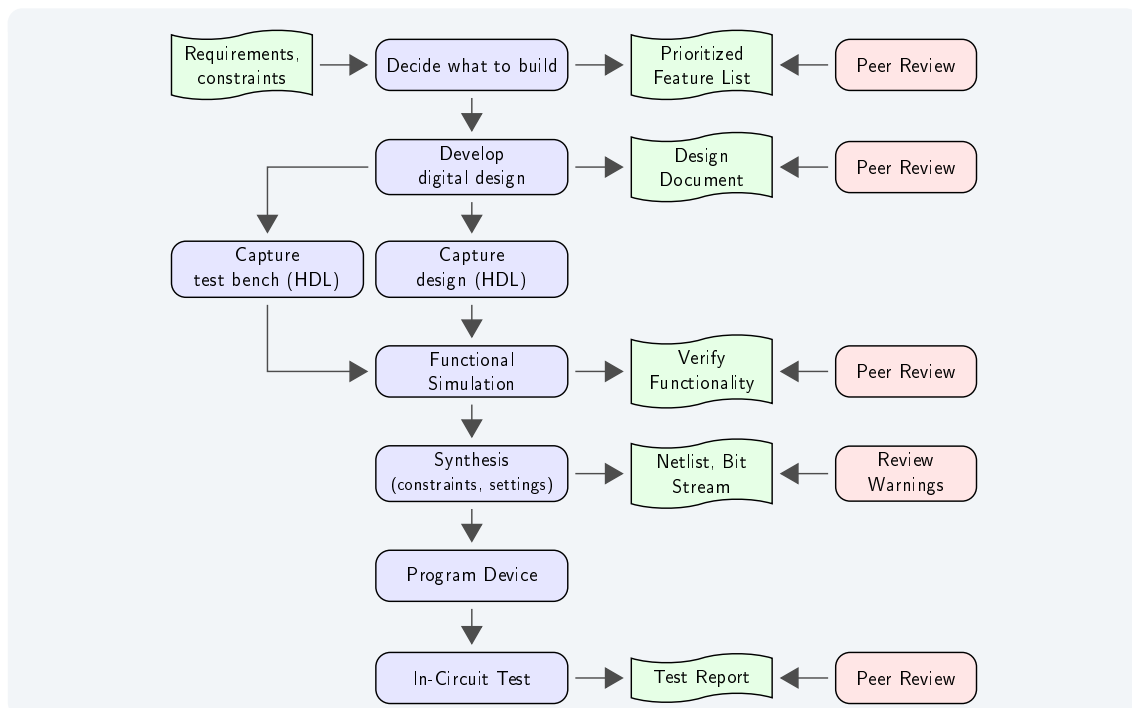 Requirements,
constraints
Decide what to build
Prioritized
Feature List
Peer Review
Develop
digital design
Design
Document
Peer Review
Capture
test bench (HDL)
Capture
design (HDL)
Functional
Simulation
Verify
Functionality
Peer Review
Synthesis
(constraints, settings)
Netlist, Bit
Stream
Review
Warnings
Program Device
In-Circuit Test
Test Report
Peer Review